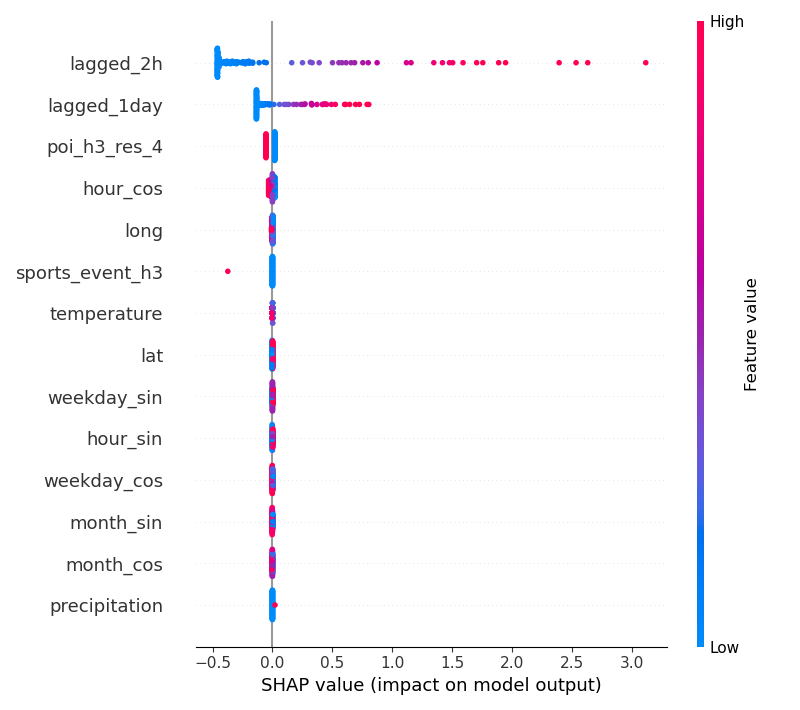 High
lagged_2h
lagged_1day
poi_h3_res_4
hour_cos
long
sports_event_h3
temperature
lat
weekday_sin
hour_sin
weekday_cos
month_sin
month_cos
precipitation
Feature value
Low
−0.5 0.0 0.5 1.0 1.5 2.0 2.5 3.0
SHAP value (impact on model output)